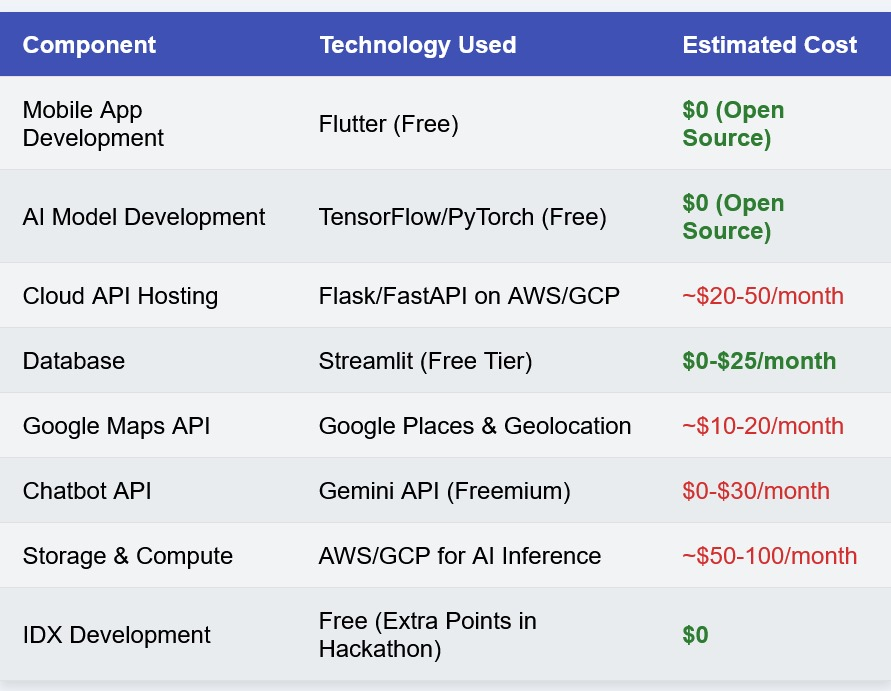 Component Technology Used Estimated Cost
Mobile App
Development
Flutter (Free)
$0 (Open
Source)
AI Model Development TensorFlow/PyTorch (Free)
$0 (Open
Source)
Cloud API Hosting Flask/FastAPI on AWS/GCP ~$20-50/month
Database Streamlit (Free Tier) $0-$25/month
Google Maps API Google Places & Geolocation ~$10-20/month
Chatbot API Gemini API (Freemium) $0-$30/month
Storage & Compute AWS/GCP for AI Inference ~$50-100/month
IDX Development
Free (Extra Points in
Hackathon)
$0